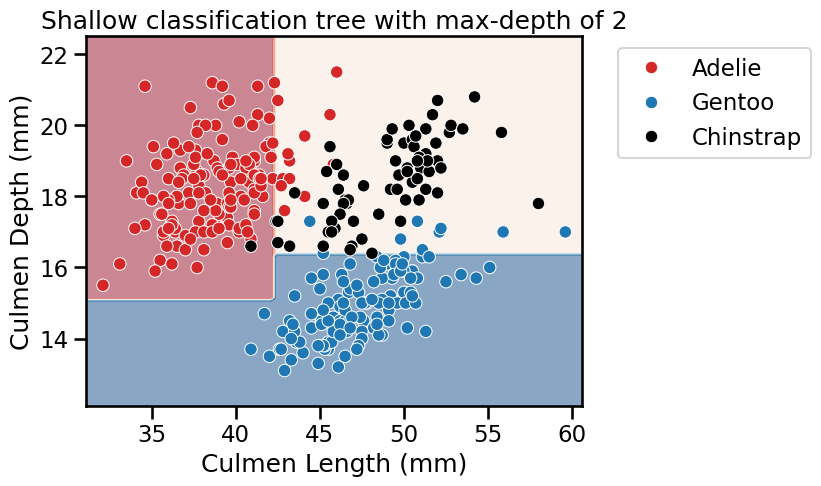 Shallow classification tree with max-depth of 2
22
20
18
16
14
Culmen Depth (mm)
35 40 45 50 55 60
Culmen Length (mm)
Adelie
Gentoo
Chinstrap